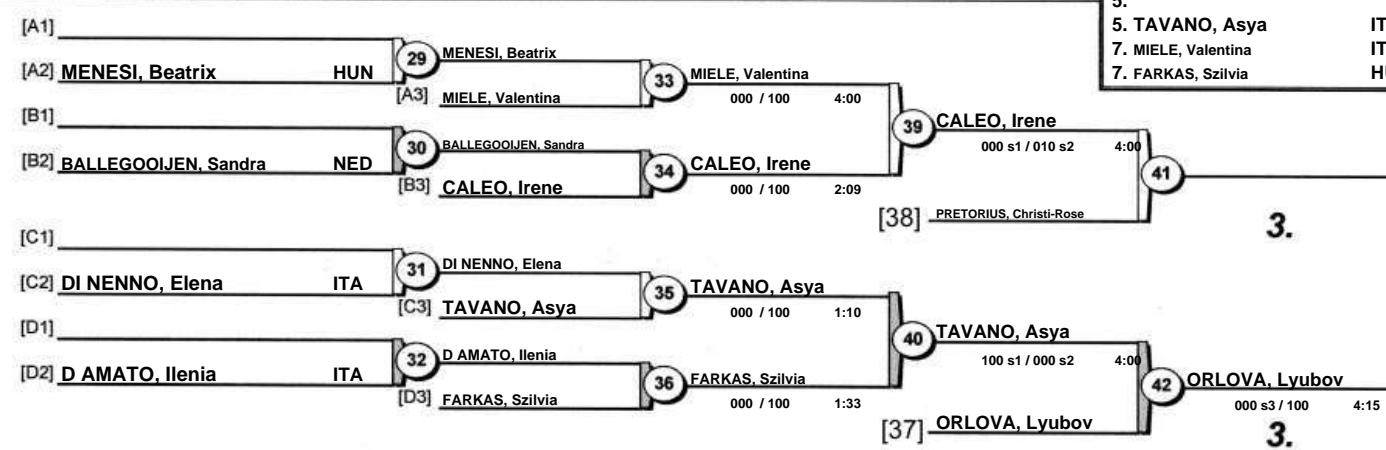 5.
5. TAVANO, Asya IT
7. MIELE, Valentina IT
7. FARKAS, Szilvia HU
[A1]
[A2] MENESI, Beatrix HUN
29 MENESI, Beatrix
[A3] MIELE, Valentina
33 MIELE, Valentina
000 / 100 4:00
[B1]
[B2] BALLEGOOIJEN, Sandra NED
30 BALLEGOOIJEN, Sandra
[B3] CALEO, Irene
34 CALEO, Irene
000 / 100 2:09
39 CALEO, Irene
000 s1 / 010 s2 4:00
[38] PRETORIUS, Christi-Rose
41
3.
[C1]
[C2] DI NENNO, Elena ITA
31 DI NENNO, Elena
[C3] TAVANO, Asya
35 TAVANO, Asya
000 / 100 1:10
[D1]
[D2] D AMATO, Ilenia ITA
32 D AMATO, Ilenia
[D3] FARKAS, Szilvia
36 FARKAS, Szilvia
000 / 100 1:33
40 TAVANO, Asya
100 s1 / 000 s2 4:00
[37] ORLOVA, Lyubov
42 ORLOVA, Lyubov
000 s3 / 100 4:15
3.